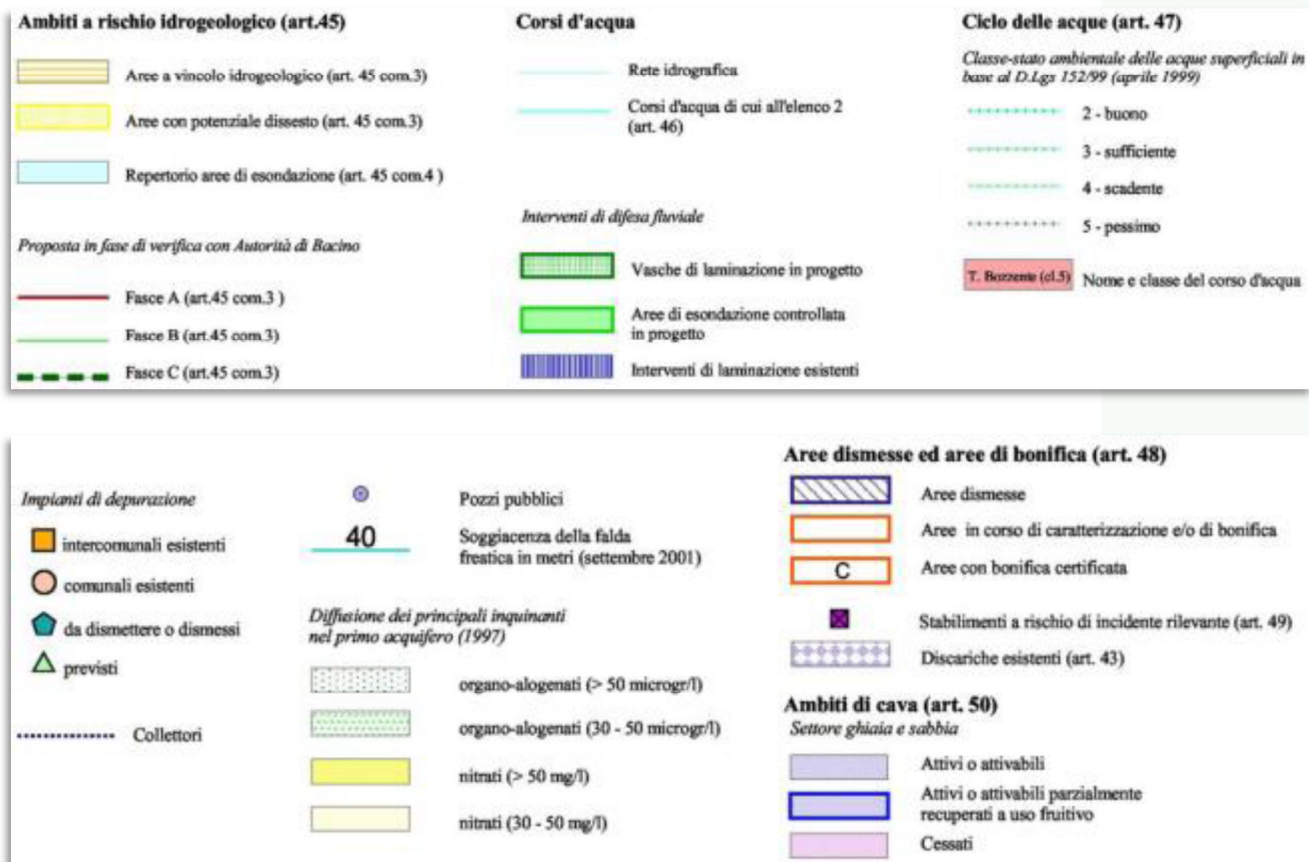 Ambiti a rischio idrogeologico (art.45)
Aree a vincolo idrogeologico (art. 45 com.3)
Aree con potenziale dissesto (art. 45 com.3)
Repertorio aree di esondazione (art. 45 com.4 )
Proposta in fase di verifica con Autorità di Bacino
Fasce A (art.45 com.3 )
Fasce B (art.45 com.3)
Fasce C (art.45 com.3)
Corsi d'acqua
Rete idrografica
Corsi d'acqua di cui all'elenco 2
(art. 46)
Interventi di difesa fluviale
Vasche di laminazione in progetto
Aree di esondazione controllata
in progetto
Interventi di laminazione esistenti
Ciclo delle acque (art. 47)
Classe-stato ambientale delle acque superficiali in
base al D.Lgs 152/99 (aprile 1999)
2 - buono
3 - sufficiente
4 - scadente
5 - pessimo
T. Bozzente (cl.5) Nome e classe del corso d'acqua
Impianti di depurazione
intercomunali esistenti
comunali esistenti
da dismettere o dismessi
previsti
Collettori
Pozzi pubblici
40 Soggiacenza della falda
freatica in metri (settembre 2001)
Diffusione dei principali inquinanti
nel primo acquifero (1997)
organo-alogenati (> 50 microgr/l)
organo-alogenati (30 - 50 microgr/l)
nitrati (> 50 mg/l)
nitrati (30 - 50 mg/l)
Aree dismesse ed aree di bonifica (art. 48)
Aree dismesse
Aree in corso di caratterizzazione e/o di bonifica
C Aree con bonifica certificata
Stabilimenti a rischio di incidente rilevante (art. 49)
Discariche esistenti (art. 43)
Ambiti di cava (art. 50)
Settore ghiaia e sabbia
Attivi o attivabili
Attivi o attivabili parzialmente
recuperati a uso fruitivo
Cessati